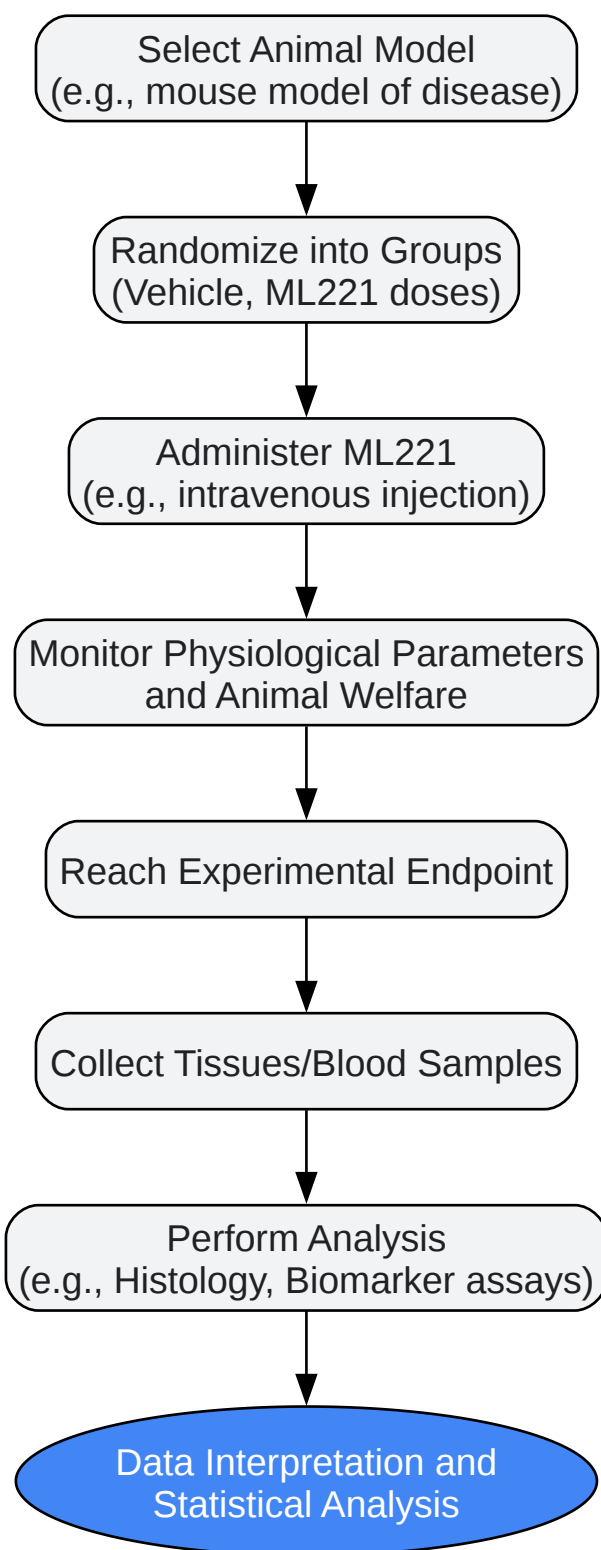 Select Animal Model
(e.g., mouse model of disease)
Randomize into Groups
(Vehicle, ML221 doses)
Administer ML221
(e.g., intravenous injection)
Monitor Physiological Parameters
and Animal Welfare
Reach Experimental Endpoint
Collect Tissues/Blood Samples
Perform Analysis
(e.g., Histology, Biomarker assays)
Data Interpretation and
Statistical Analysis